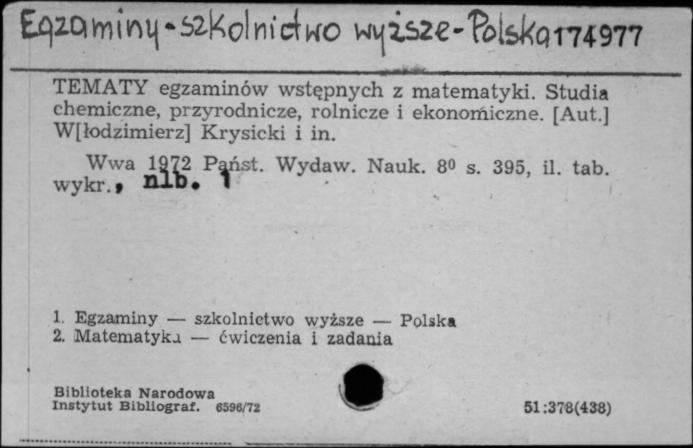 Egzaminy - szkolnictwo wyższe - Polska 174977
TEMATY egzaminów wstępnych z matematyki. Studia
chemiczne, przyrodnicze, rolnicze i ekonomiczne. [Aut.]
W[łodzimierz] Krysicki i in.
Wwa 1972 Państ. Wydaw. Nauk. 8⁰ s. 395, il. tab.
wykr., nlb. 1
1. Egzaminy — szkolnictwo wyższe — Polska
2. Matematyka — ćwiczenia i zadania
Biblioteka Narodowa
Instytut Bibliograf. 6596/72 51:378(438)